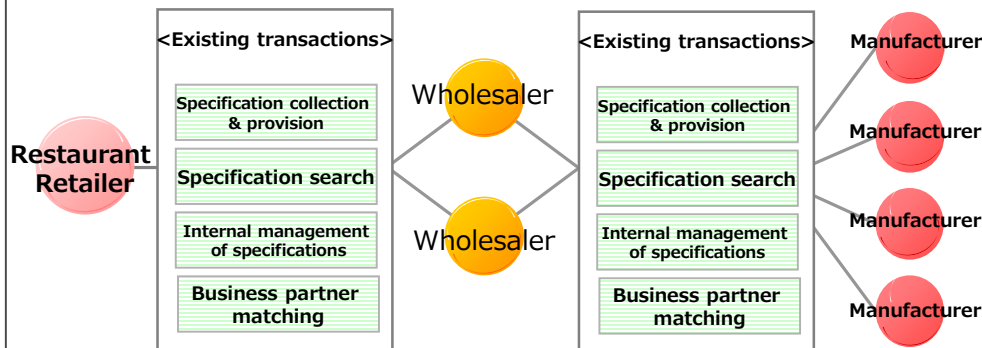 Restaurant
Retailer
<Existing transactions>
Specification collection
& provision
Specification search
Internal management
of specifications
Business partner
matching
Wholesaler
Wholesaler
<Existing transactions>
Specification collection
& provision
Specification search
Internal management
of specifications
Business partner
matching
Manufacturer
Manufacturer
Manufacturer
Manufacturer